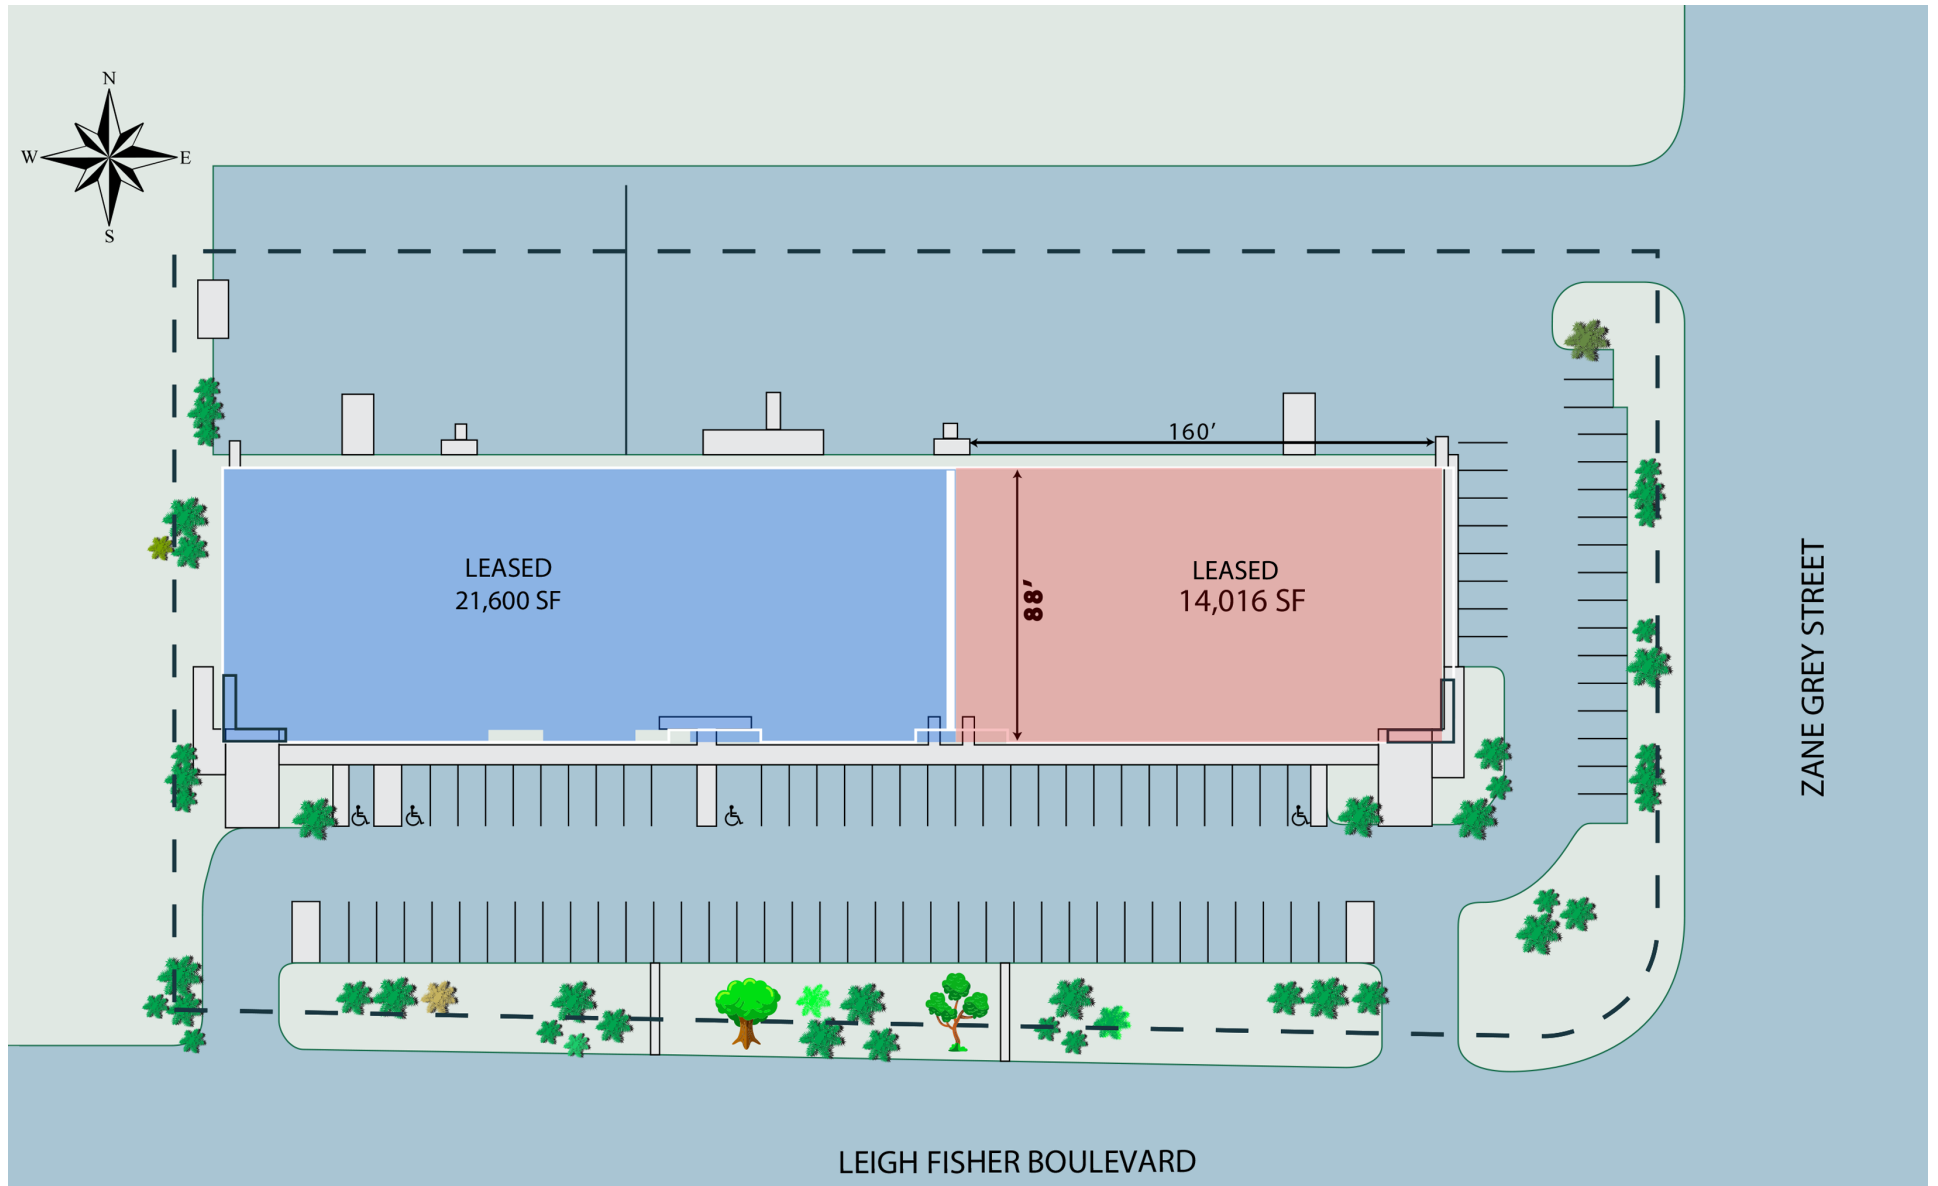 N
W
E
S
160’
LEASED
21,600 SF
LEASED
14,016 SF
88’
ZANE GREY STREET
LEIGH FISHER BOULEVARD